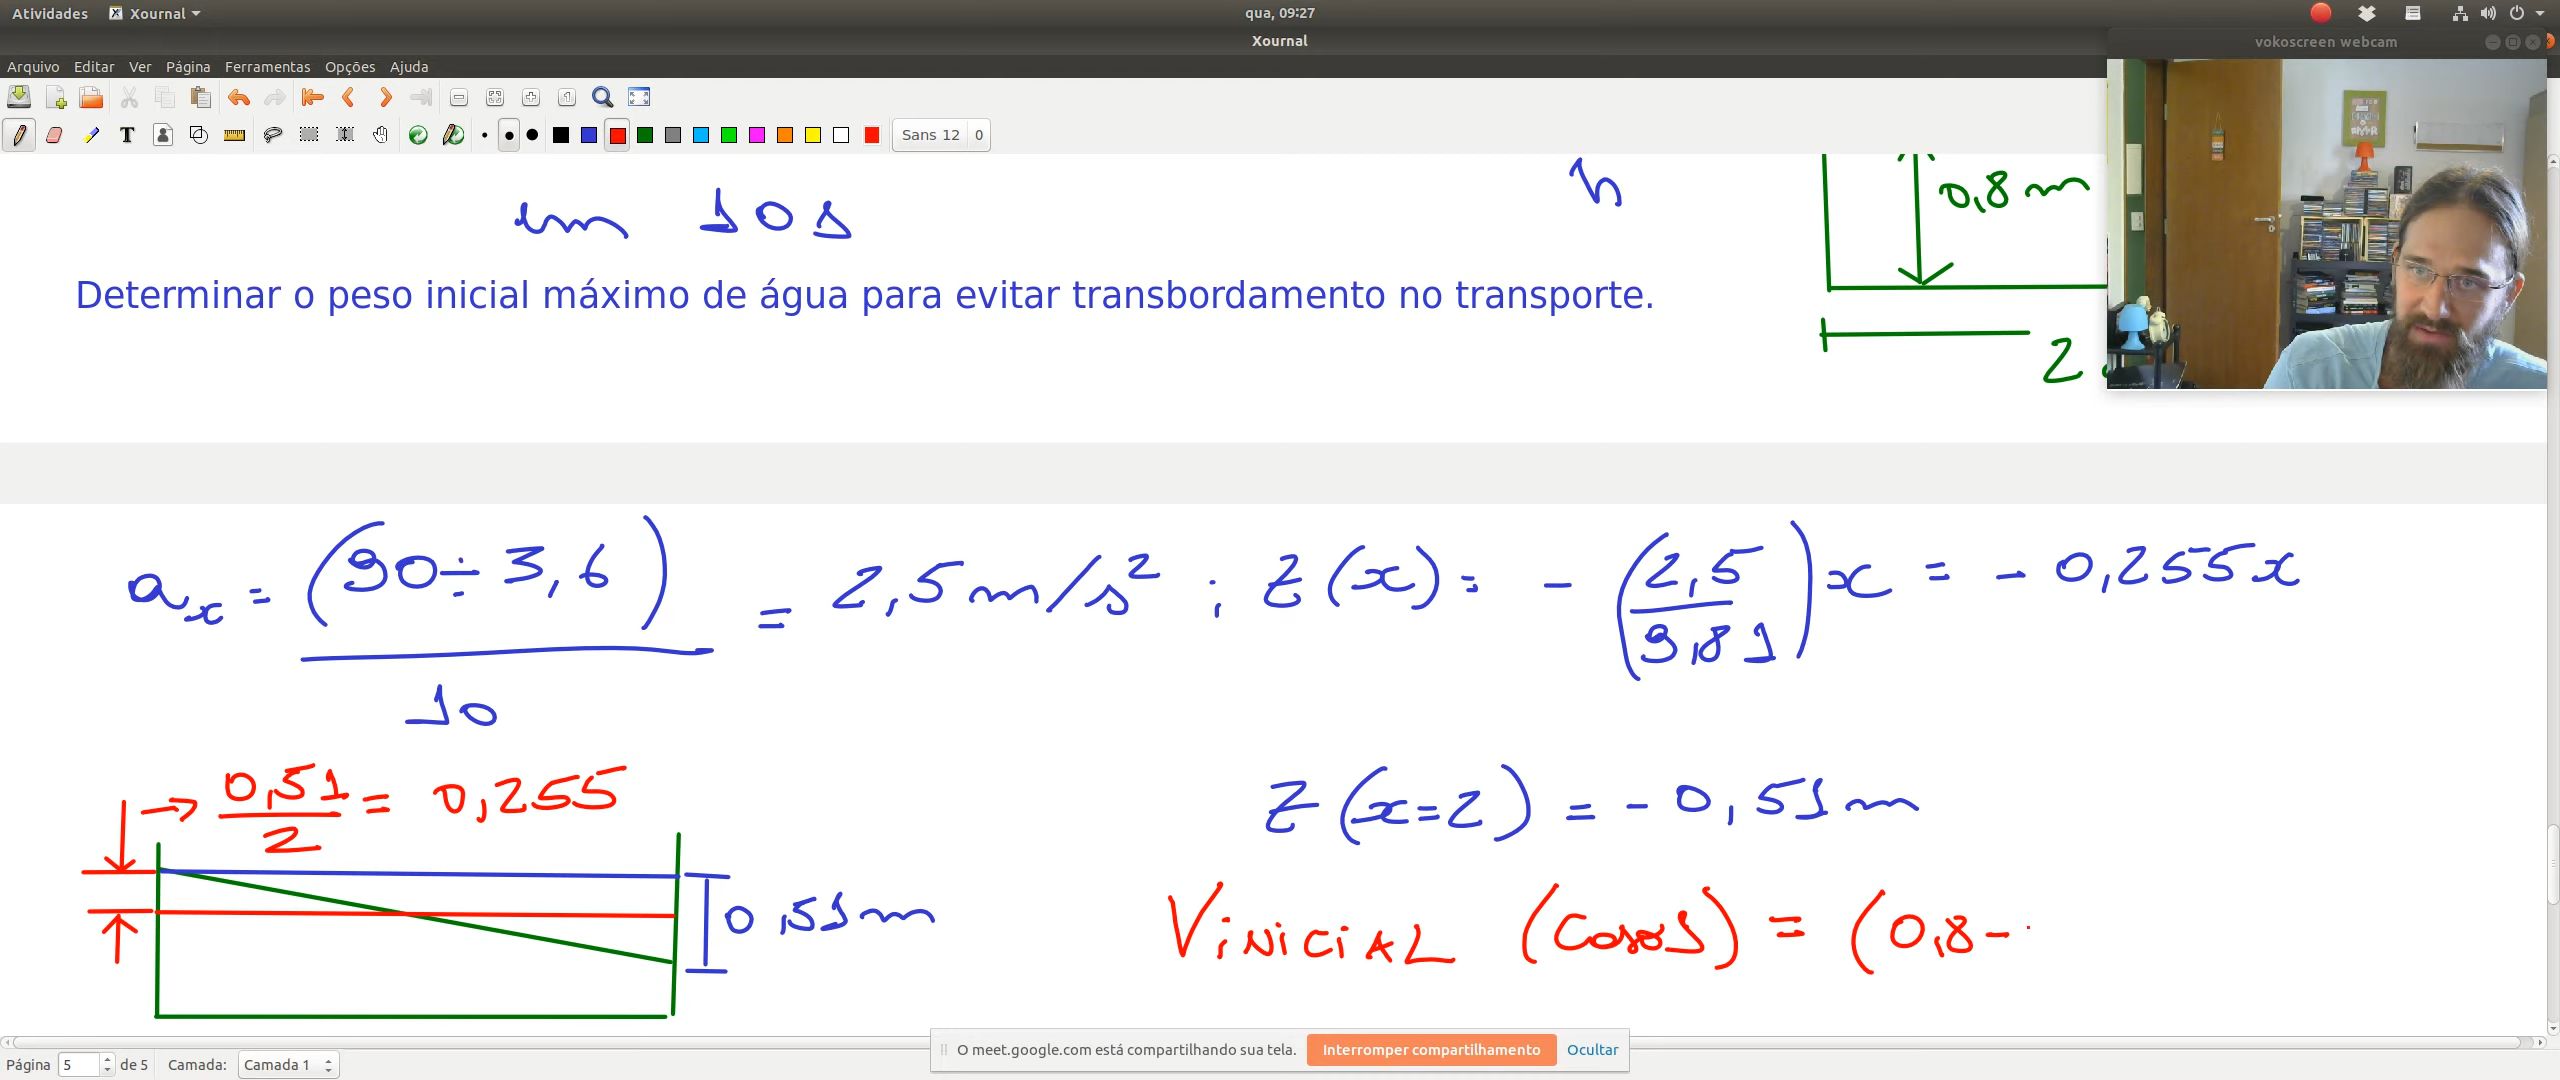 Atividades Xournal qua, 09:27
Xournal
vokoscreen webcam
Arquivo Editar Ver Página Ferramentas Opções Ajuda
Sans 12 0
em 10s
h
0,8 m
Determinar o peso inicial máximo de água para evitar transbordamento no transporte.
2
ax = (90 ÷ 3,6) / 10 = 2,5 m/s² ; Z(x) = - (2,5 / 9,81) x = - 0,255x
→ 0,51 / 2 = 0,255
Z(x=2) = - 0,51 m
0,51 m
VINICIAL (CASO 1) = (0,8 -
O meet.google.com está compartilhando sua tela. Interromper compartilhamento Ocultar
Página 5 de 5 Camada: Camada 1